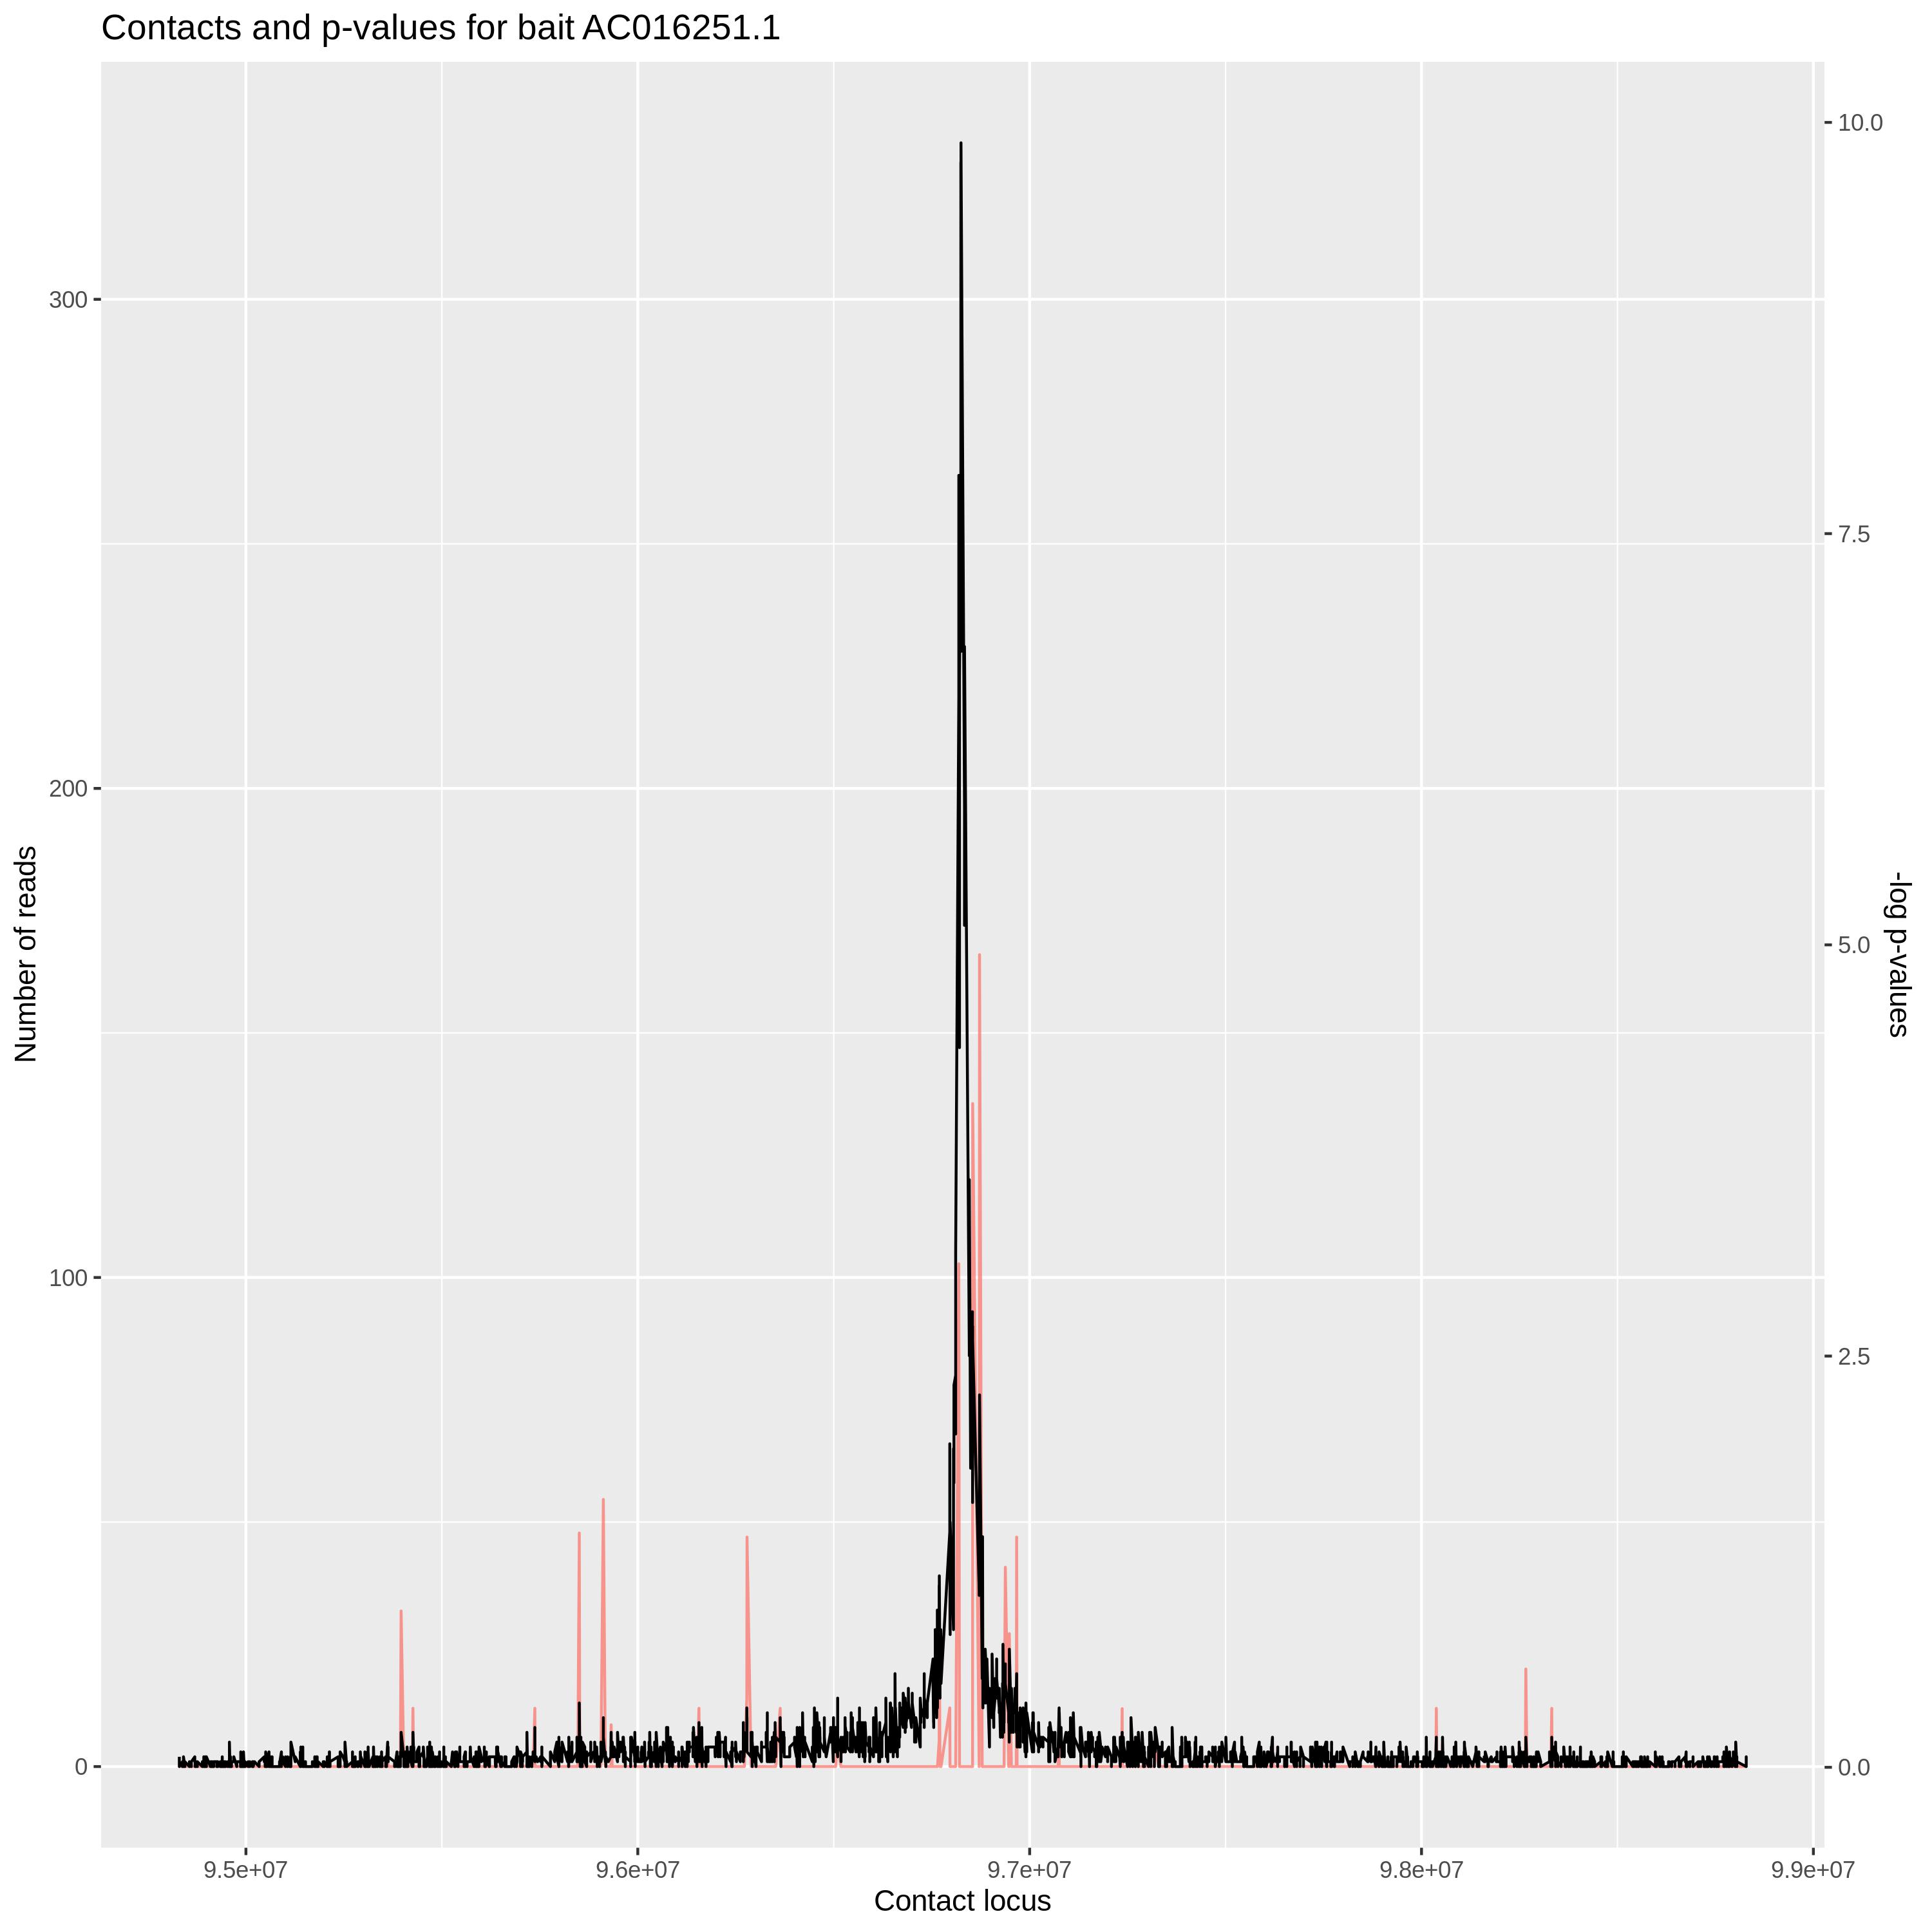 Contacts and p-values for bait AC016251.1
Number of reads
300
200
100
0
10.0
7.5
5.0
2.5
0.0
-log p-values
9.5e+07
9.6e+07
9.7e+07
9.8e+07
9.9e+07
Contact locus